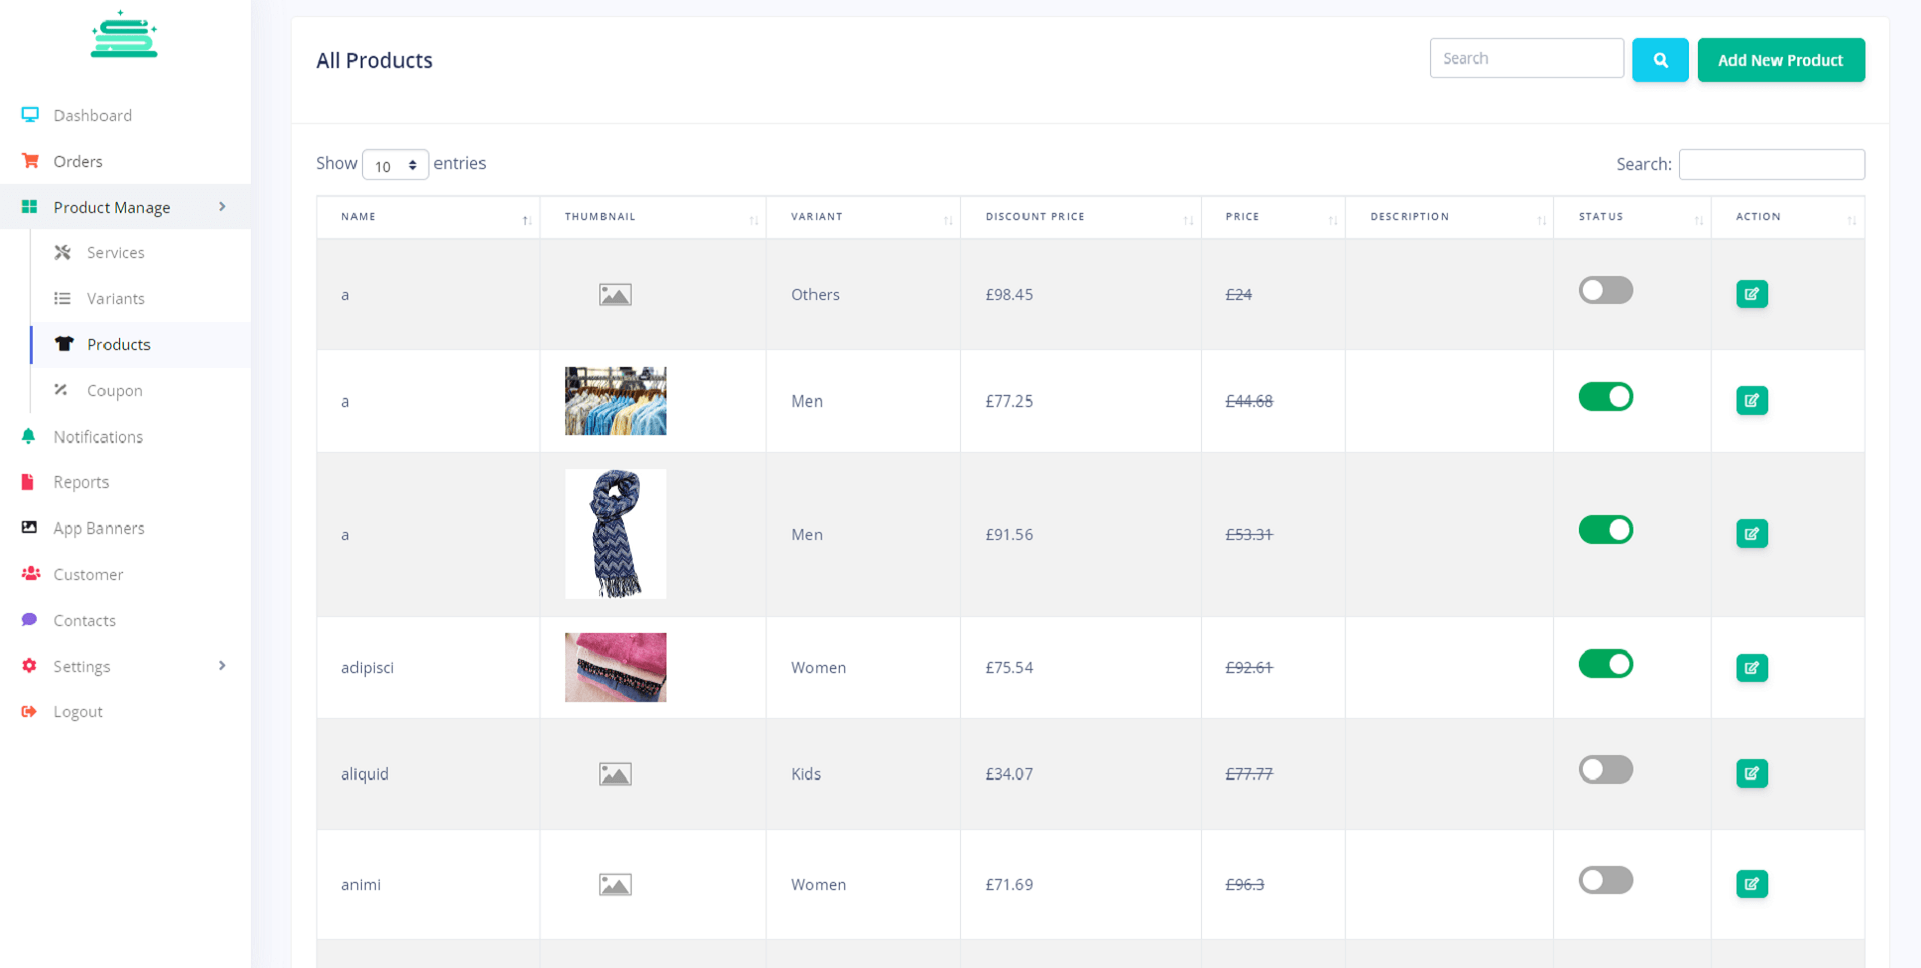 Dashboard
Orders
Product Manage
Services
Variants
Products
Coupon
Notifications
Reports
App Banners
Customer
Contacts
Settings
Logout
All Products
Search
Add New Product
Show 10 entries
Search:
NAME THUMBNAIL VARIANT DISCOUNT PRICE PRICE DESCRIPTION STATUS ACTION
a Others £98.45 £24
a Men £77.25 £44.68
a Men £91.56 £53.31
adipisci Women £75.54 £92.61
aliquid Kids £34.07 £77.77
animi Women £71.69 £96.3